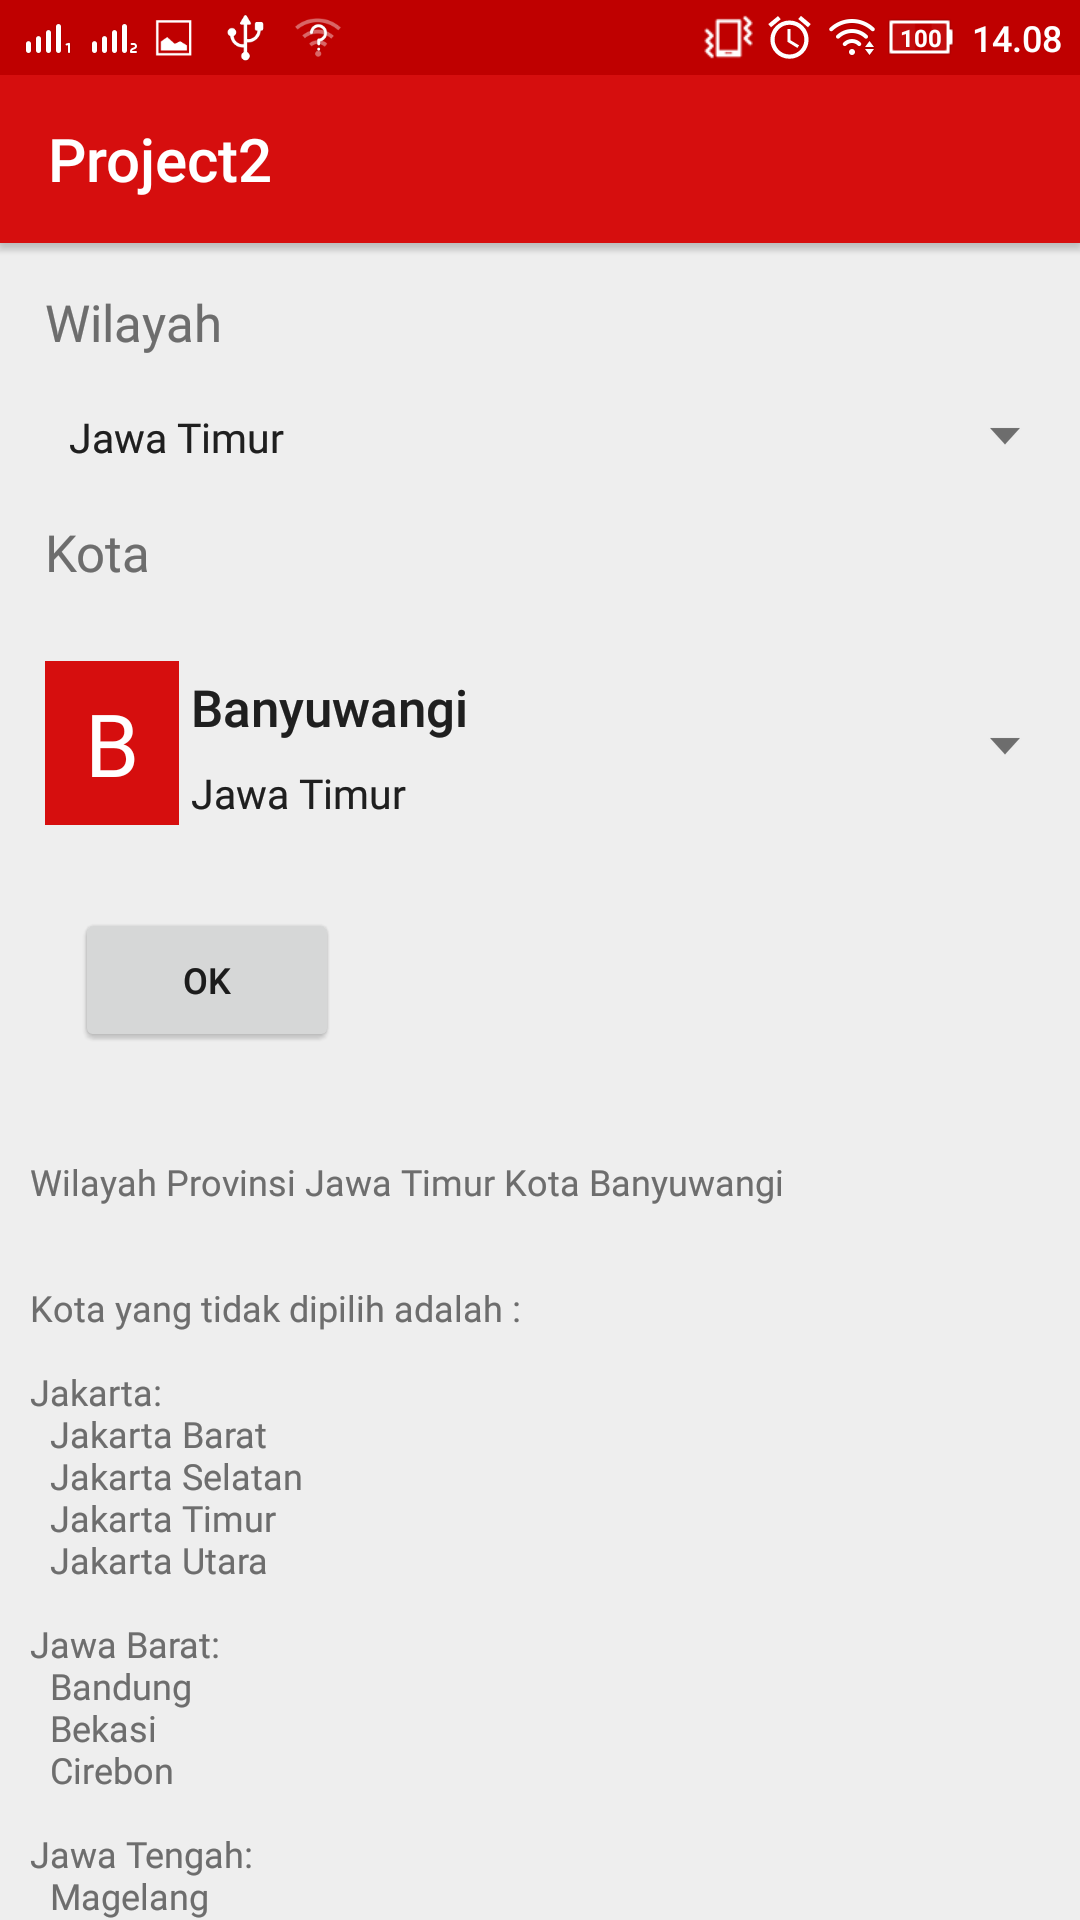 1 2 100 14.08
Project2
Wilayah
Jawa Timur
Kota
B
Banyuwangi
Jawa Timur
OK
Wilayah Provinsi Jawa Timur Kota Banyuwangi
Kota yang tidak dipilih adalah :
Jakarta:
Jakarta Barat
Jakarta Selatan
Jakarta Timur
Jakarta Utara
Jawa Barat:
Bandung
Bekasi
Cirebon
Jawa Tengah:
Magelang